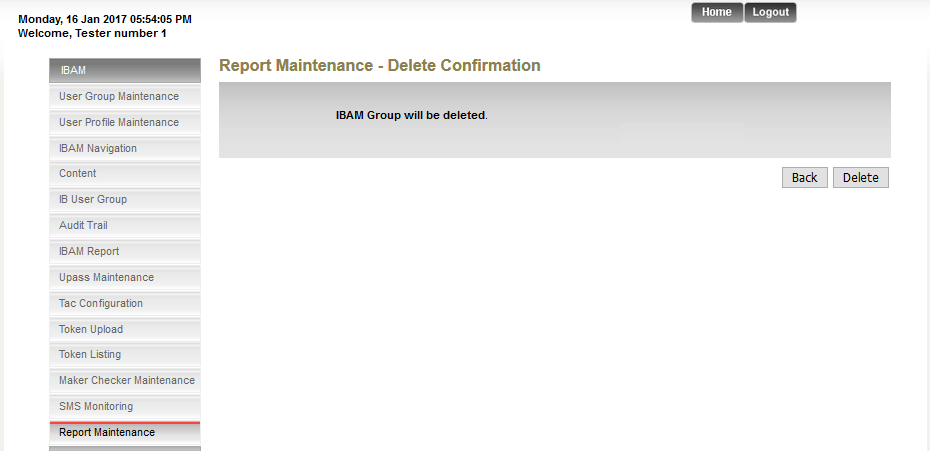 Monday, 16 Jan 2017 05:54:05 PM
Welcome, Tester number 1
Home
Logout
IBAM
User Group Maintenance
User Profile Maintenance
IBAM Navigation
Content
IB User Group
Audit Trail
IBAM Report
Upass Maintenance
Tac Configuration
Token Upload
Token Listing
Maker Checker Maintenance
SMS Monitoring
Report Maintenance
Report Maintenance - Delete Confirmation
IBAM Group will be deleted.
Back
Delete